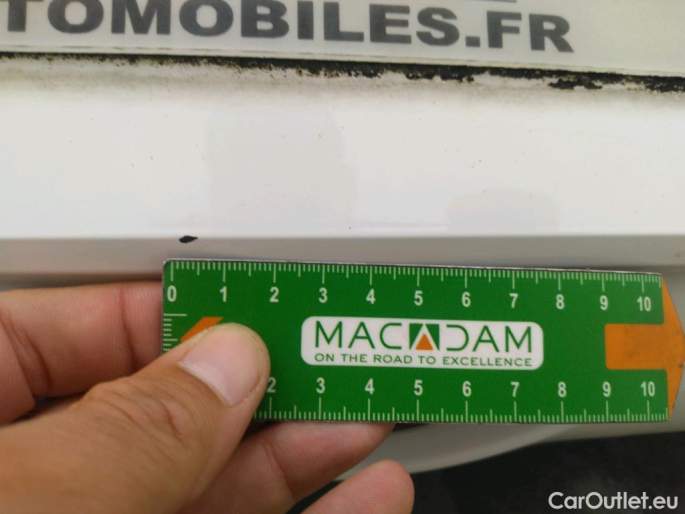 TOMOBILES.FR
0 1 2 3 4 5 6 7 8 9 10
MACADAM
ON THE ROAD TO EXCELLENCE
2 3 4 5 6 7 8 9 10
CarOutlet.eu